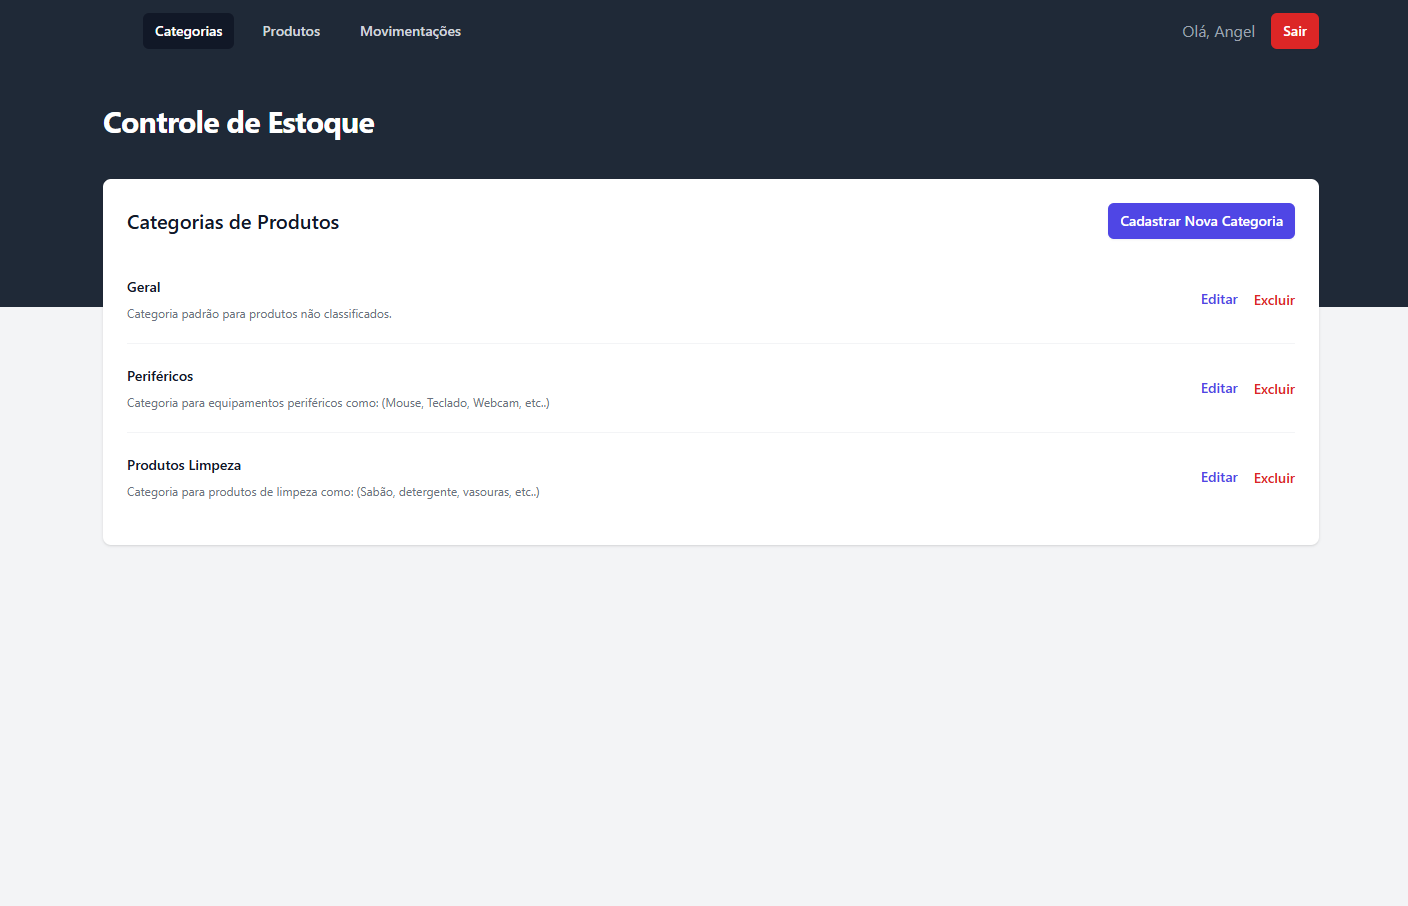 Categorias Produtos Movimentações Olá, Angel Sair
Controle de Estoque
Categorias de Produtos Cadastrar Nova Categoria
Geral
Categoria padrão para produtos não classificados.
Editar Excluir
Periféricos
Categoria para equipamentos periféricos como: (Mouse, Teclado, Webcam, etc..)
Editar Excluir
Produtos Limpeza
Categoria para produtos de limpeza como: (Sabão, detergente, vasouras, etc..)
Editar Excluir